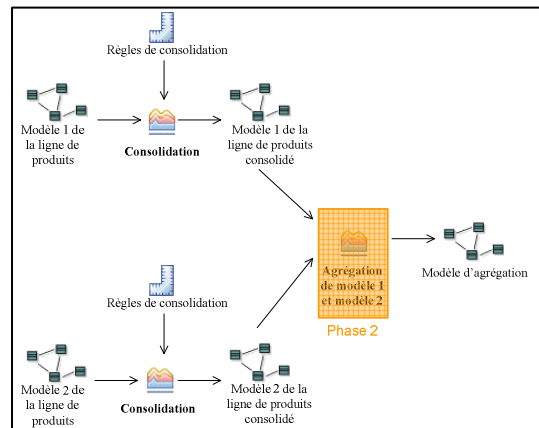 Règles de consolidation
Modèle 1 de
la ligne de
produits
Consolidation
Modèle 1 de la
ligne de produits
consolidé
Agrégation
de modèle 1
et modèle 2
Phase 2
Modèle d'agrégation
Règles de consolidation
Modèle 2 de
la ligne de
produits
Consolidation
Modèle 2 de la
ligne de produits
consolidé